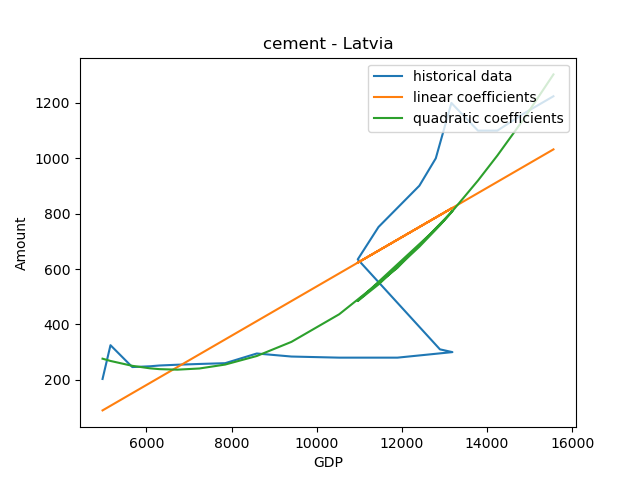 cement - Latvia
historical data
linear coefficients
quadratic coefficients
1200
1000
800
600
400
200
Amount
6000
8000
10000
12000
14000
16000
GDP